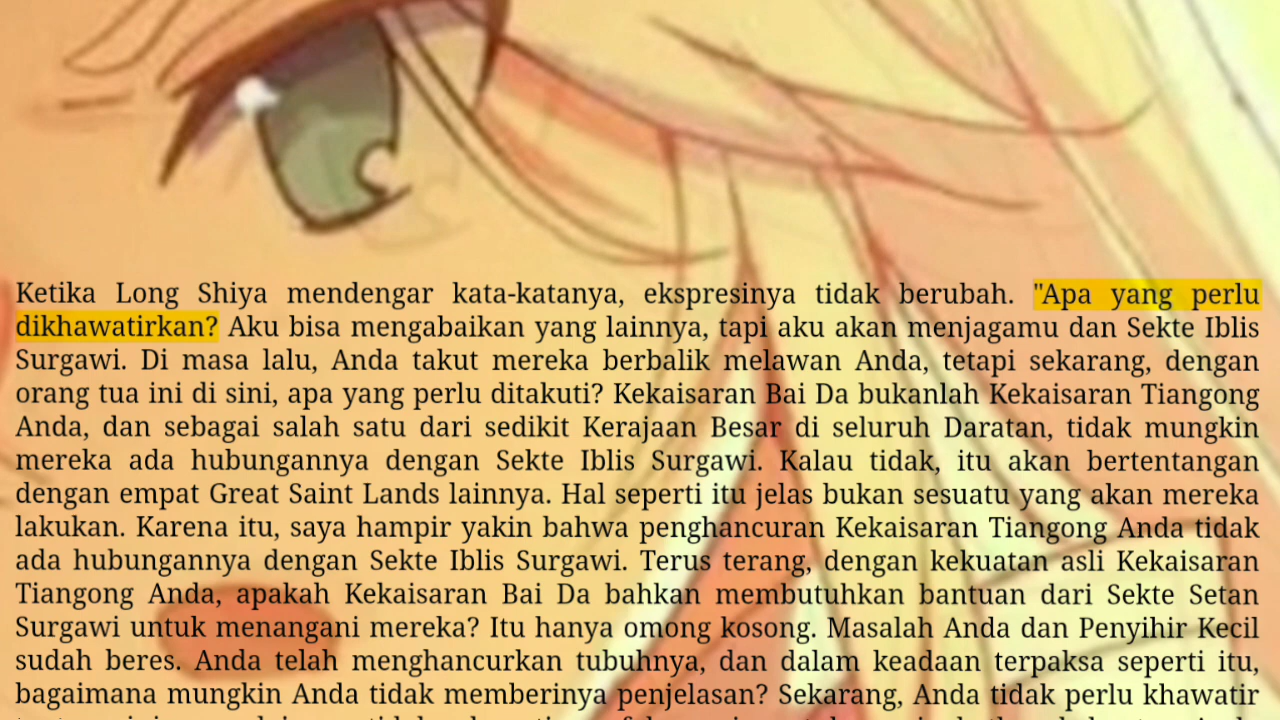 Ketika Long Shiya mendengar kata-katanya, ekspresinya tidak berubah. "Apa yang perlu
dikhawatirkan? Aku bisa mengabaikan yang lainnya, tapi aku akan menjagamu dan Sekte Iblis
Surgawi. Di masa lalu, Anda takut mereka berbalik melawan Anda, tetapi sekarang, dengan
orang tua ini di sini, apa yang perlu ditakuti? Kekaisaran Bai Da bukanlah Kekaisaran Tiangong
Anda, dan sebagai salah satu dari sedikit Kerajaan Besar di seluruh Daratan, tidak mungkin
mereka ada hubungannya dengan Sekte Iblis Surgawi. Kalau tidak, itu akan bertentangan
dengan empat Great Saint Lands lainnya. Hal seperti itu jelas bukan sesuatu yang akan mereka
lakukan. Karena itu, saya hampir yakin bahwa penghancuran Kekaisaran Tiangong Anda tidak
ada hubungannya dengan Sekte Iblis Surgawi. Terus terang, dengan kekuatan asli Kekaisaran
Tiangong Anda, apakah Kekaisaran Bai Da bahkan membutuhkan bantuan dari Sekte Setan
Surgawi untuk menangani mereka? Itu hanya omong kosong. Masalah Anda dan Penyihir Kecil
sudah beres. Anda telah menghancurkan tubuhnya, dan dalam keadaan terpaksa seperti itu,
bagaimana mungkin Anda tidak memberinya penjelasan? Sekarang, Anda tidak perlu khawatir